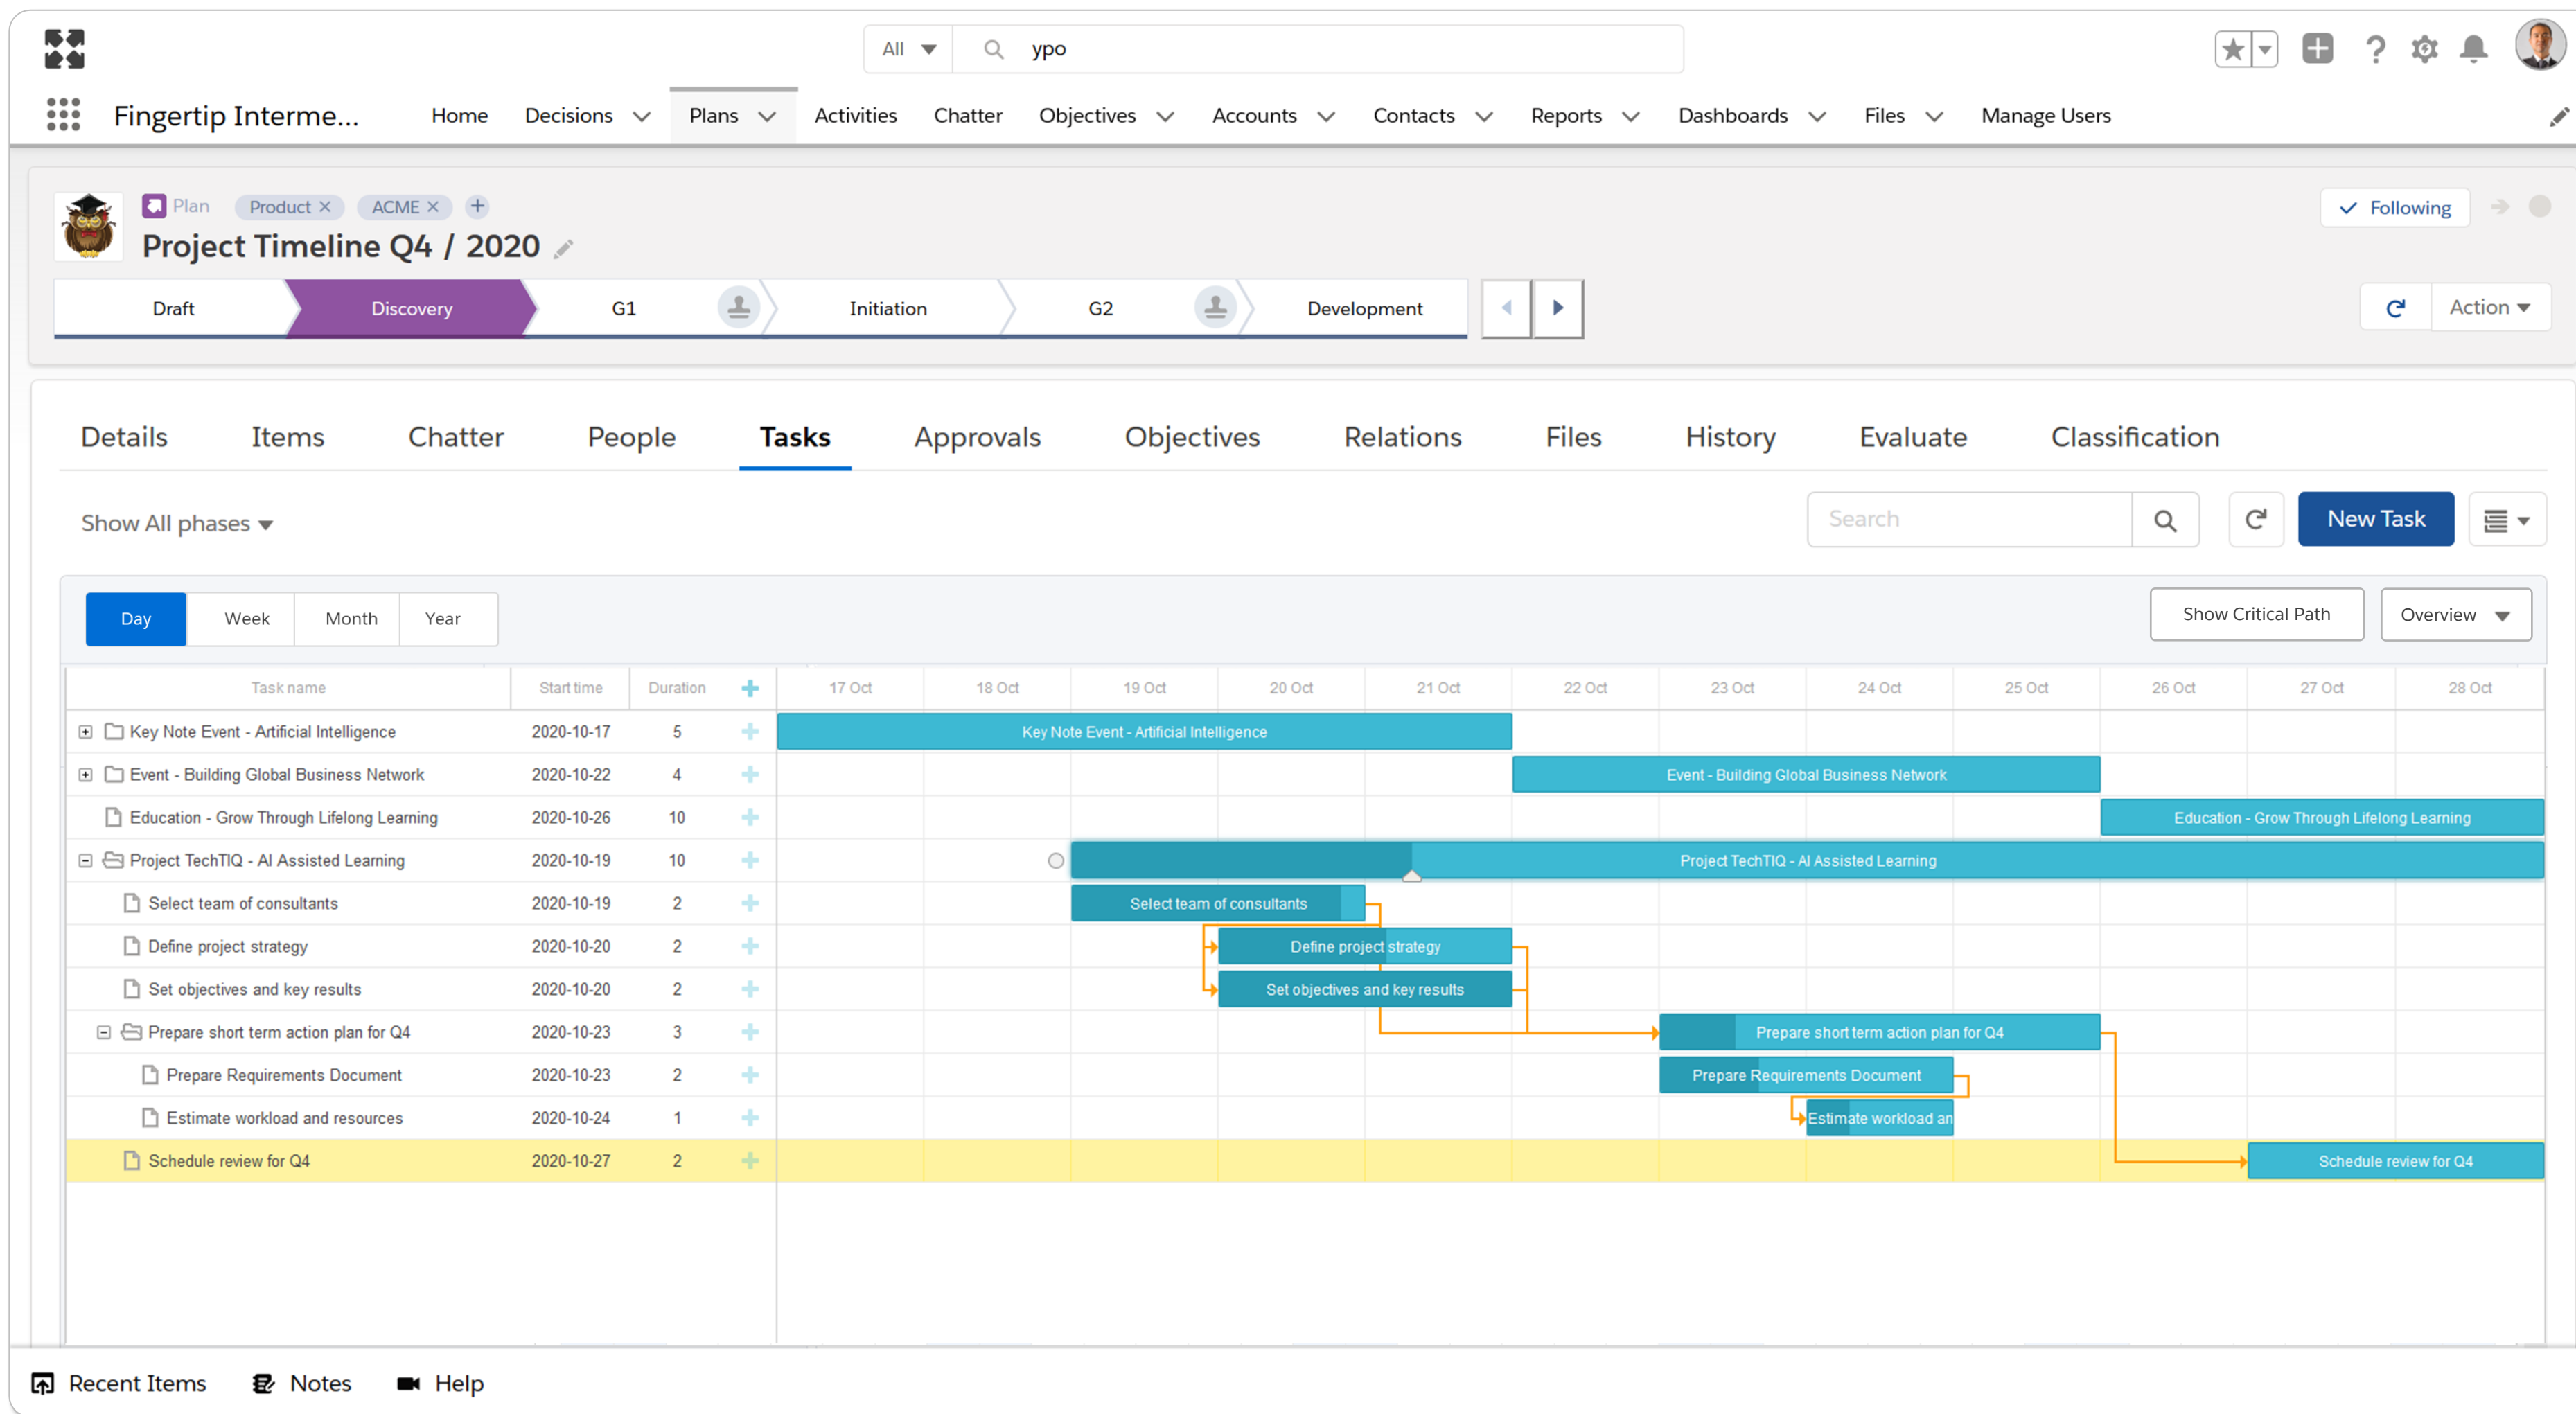 All ypo
Fingertip Interme... Home Decisions Plans Activities Chatter Objectives Accounts Contacts Reports Dashboards Files Manage Users
Plan Product ACME
Following
Project Timeline Q4 / 2020
Draft Discovery G1 Initiation G2 Development
Action
Details Items Chatter People Tasks Approvals Objectives Relations Files History Evaluate Classification
Show All phases Search New Task
Day Week Month Year Show Critical Path Overview
Task name Start time Duration 17 Oct 18 Oct 19 Oct 20 Oct 21 Oct 22 Oct 23 Oct 24 Oct 25 Oct 26 Oct 27 Oct 28 Oct
Key Note Event - Artificial Intelligence 2020-10-17 5 Key Note Event - Artificial Intelligence
Event - Building Global Business Network 2020-10-22 4 Event - Building Global Business Network
Education - Grow Through Lifelong Learning 2020-10-26 10 Education - Grow Through Lifelong Learning
Project TechTIQ - AI Assisted Learning 2020-10-19 10 Project TechTIQ - AI Assisted Learning
Select team of consultants 2020-10-19 2 Select team of consultants
Define project strategy 2020-10-20 2 Define project strategy
Set objectives and key results 2020-10-20 2 Set objectives and key results
Prepare short term action plan for Q4 2020-10-23 3 Prepare short term action plan for Q4
Prepare Requirements Document 2020-10-23 2 Prepare Requirements Document
Estimate workload and resources 2020-10-24 1 Estimate workload an
Schedule review for Q4 2020-10-27 2 Schedule review for Q4
Recent Items Notes Help